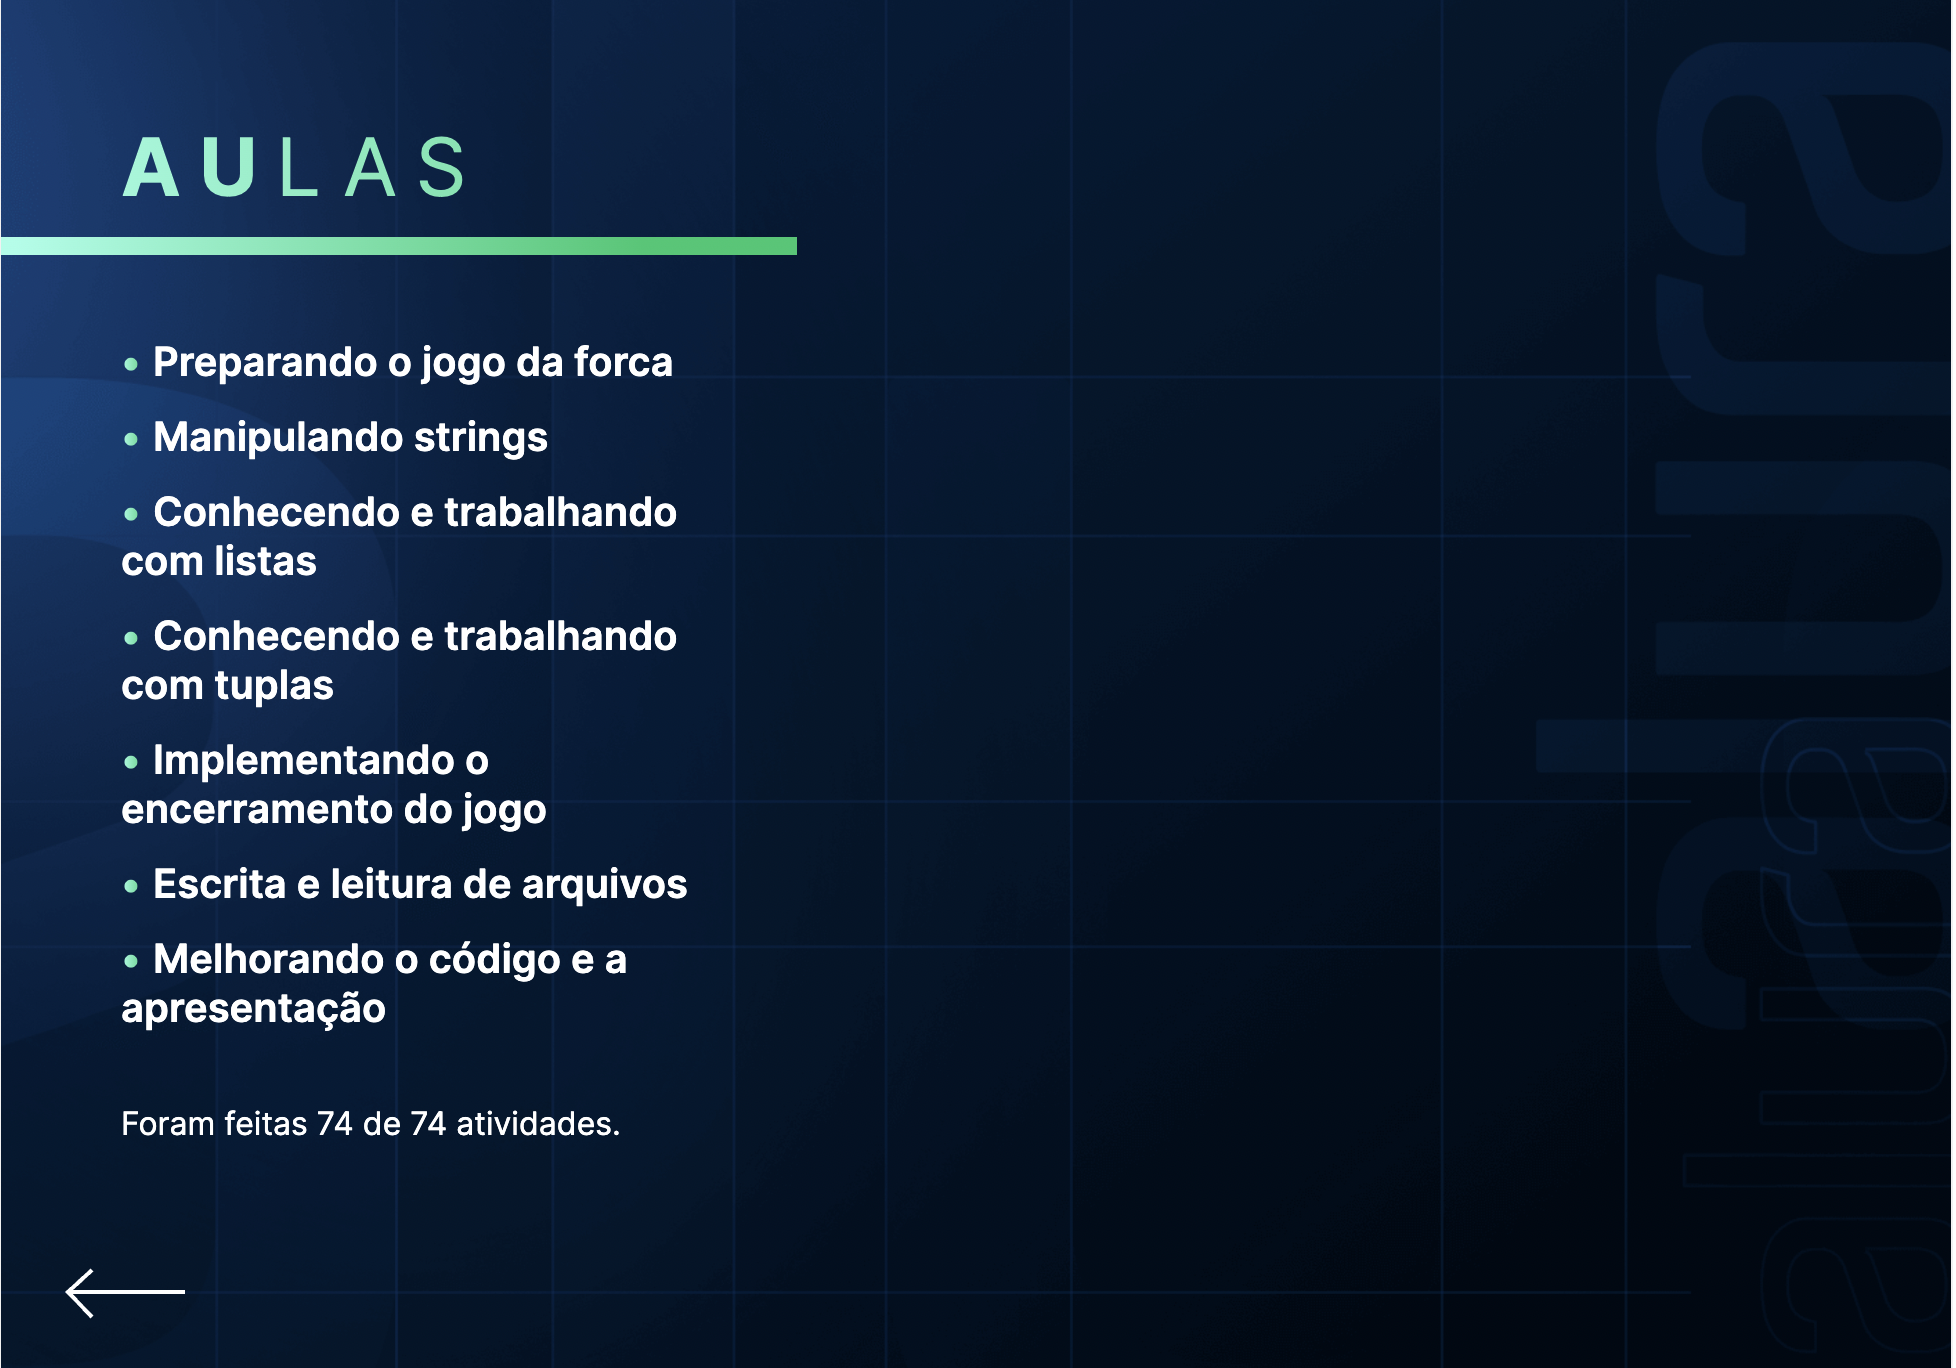 AULAS
• Preparando o jogo da forca
• Manipulando strings
• Conhecendo e trabalhando
com listas
• Conhecendo e trabalhando
com tuplas
• Implementando o
encerramento do jogo
• Escrita e leitura de arquivos
• Melhorando o código e a
apresentação
Foram feitas 74 de 74 atividades.
alura
alura